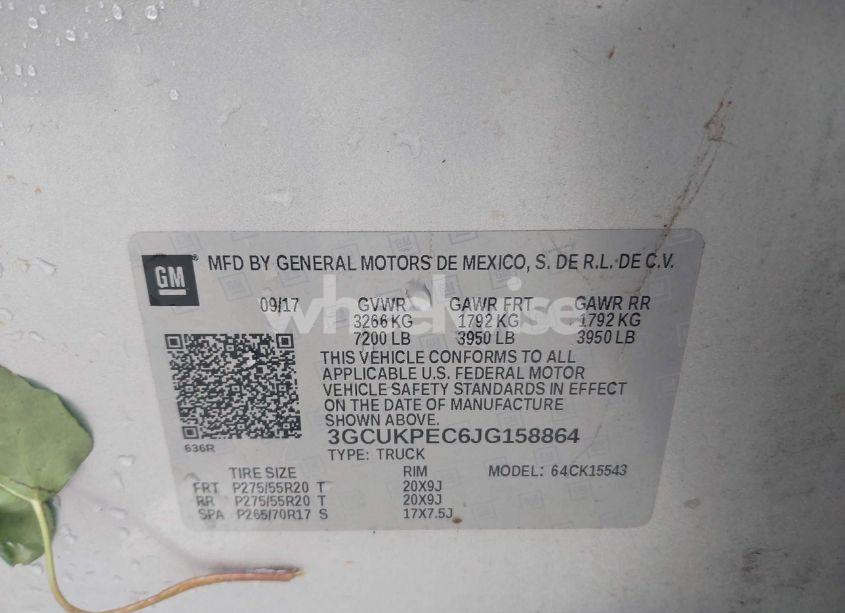 GM
MFD BY GENERAL MOTORS DE MEXICO, S. DE R.L. DE C.V.
09/17 GVWR GAWR FRT GAWR RR
3266 KG 1792 KG 1792 KG
7200 LB 3950 LB 3950 LB
wheelwise
THIS VEHICLE CONFORMS TO ALL
APPLICABLE U.S. FEDERAL MOTOR
VEHICLE SAFETY STANDARDS IN EFFECT
ON THE DATE OF MANUFACTURE
SHOWN ABOVE.
3GCUKPEC6JG158864
636R
TYPE: TRUCK
TIRE SIZE RIM MODEL: 64CK15543
FRT P275/55R20 T 20X9J
RR P275/55R20 T 20X9J
SPA P265/70R17 S 17X7.5J